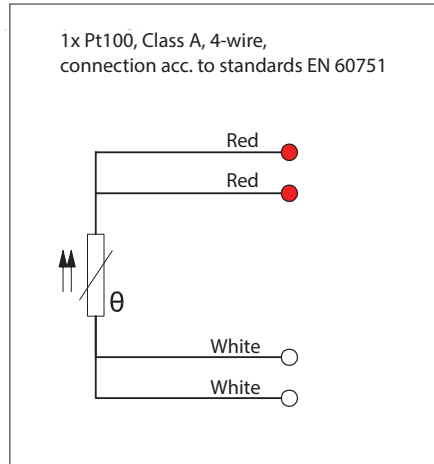 1x Pt100, Class A, 4-wire,
connection acc. to standards EN 60751
Red
Red
θ
White
White